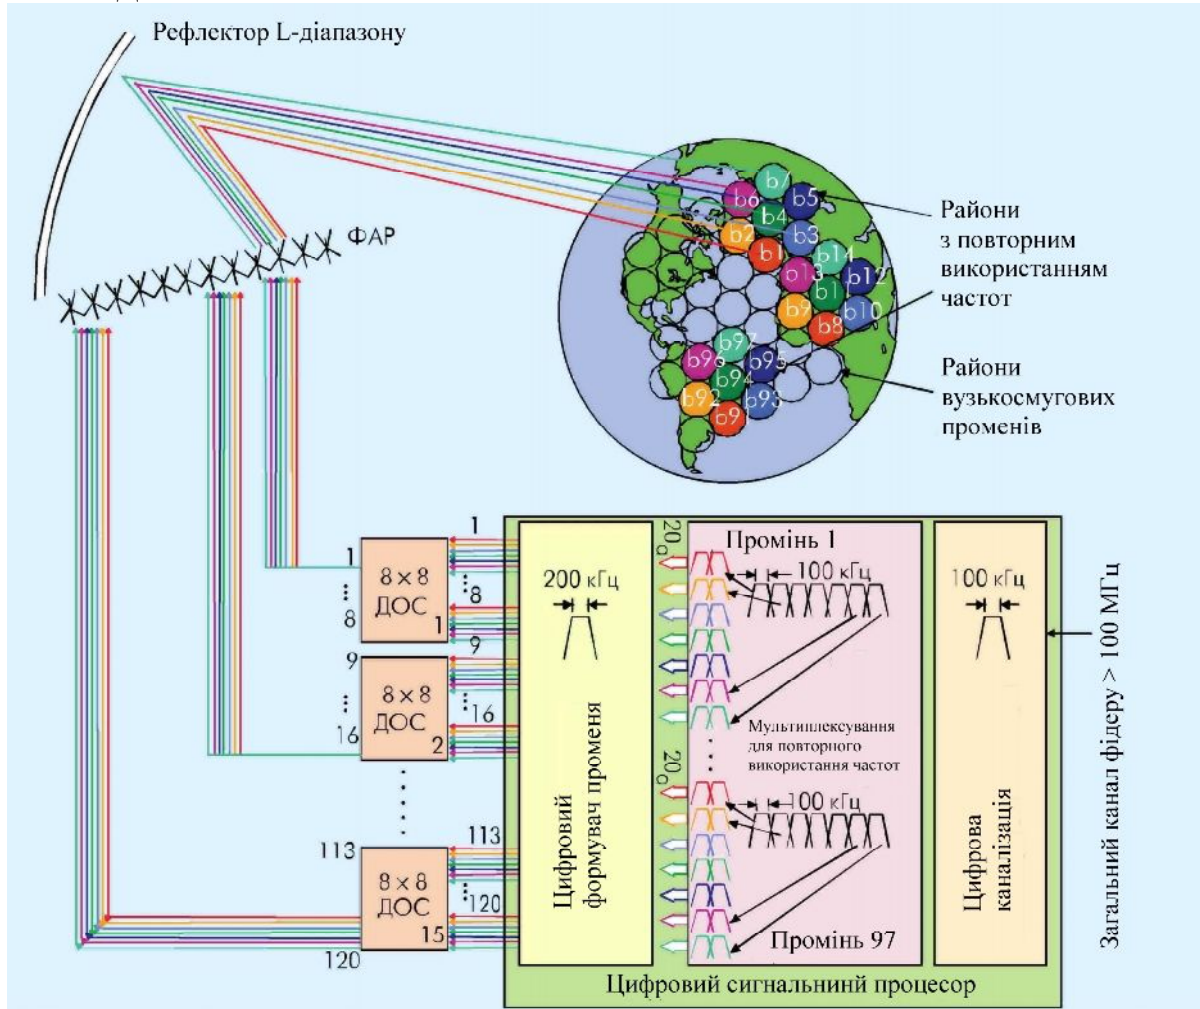 Рефлектор L-діапазону
ФАР
b7
b6
b5
b4
b2
b3
b1
b14
b13
b12
b1
b9
b10
b8
b97
b96
b95
b94
b92
b93
b9
Райони
з повторним
використанням
частот
Райони
вузькосмугових
променів
1
8 × 8
ДОС
1
⋮
8
1
⋮
8
9
8 × 8
ДОС
2
⋮
16
9
⋮
16
113
8 × 8
ДОС
15
120
113
⋮
120
200 кГц
Цифровий
формувач променя
20
Промінь 1
100 кГц
Мультиплексування
для повторного
використання частот
20
100 кГц
Промінь 97
100 кГц
Цифрова
каналізація
Цифровий сигнальнинй процесор
Загальний канал фідеру > 100 МГц